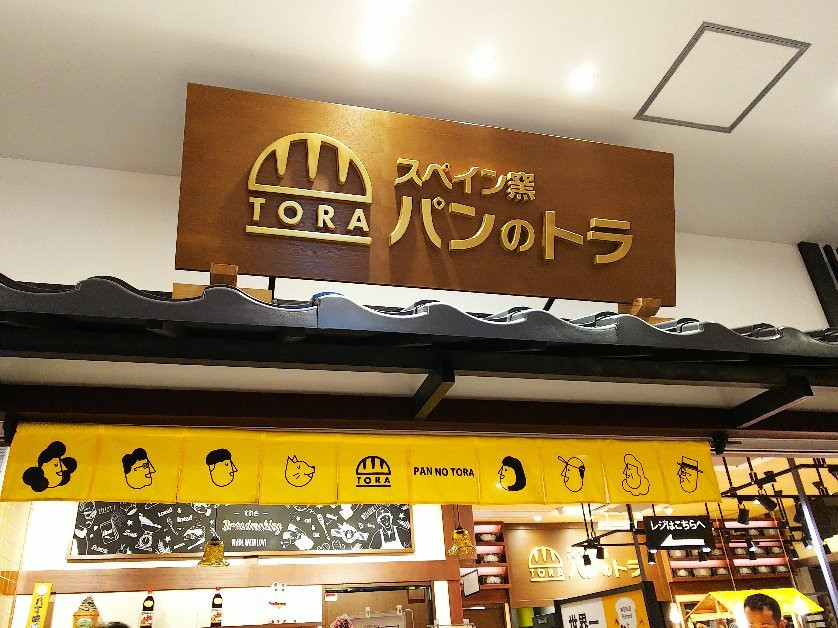 スペイン窯
TORA
パンのトラ
TORA
PAN NO TORA
Breadmaking
MADE WITH LOVE
レジはこちらへ
TORA
パンのトラ
世界一